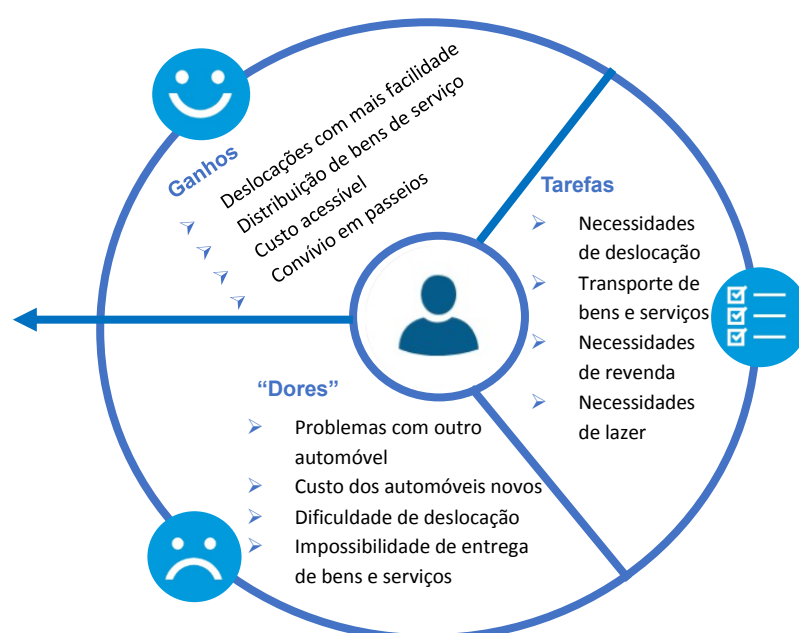 Ganhos
Deslocações com mais facilidade
Distribuição de bens de serviço
Custo acessível
Convívio em passeios
Tarefas
Necessidades
de deslocação
Transporte de
bens e serviços
Necessidades
de revenda
Necessidades
de lazer
“Dores”
Problemas com outro
automóvel
Custo dos automóveis novos
Dificuldade de deslocação
Impossibilidade de entrega
de bens e serviços